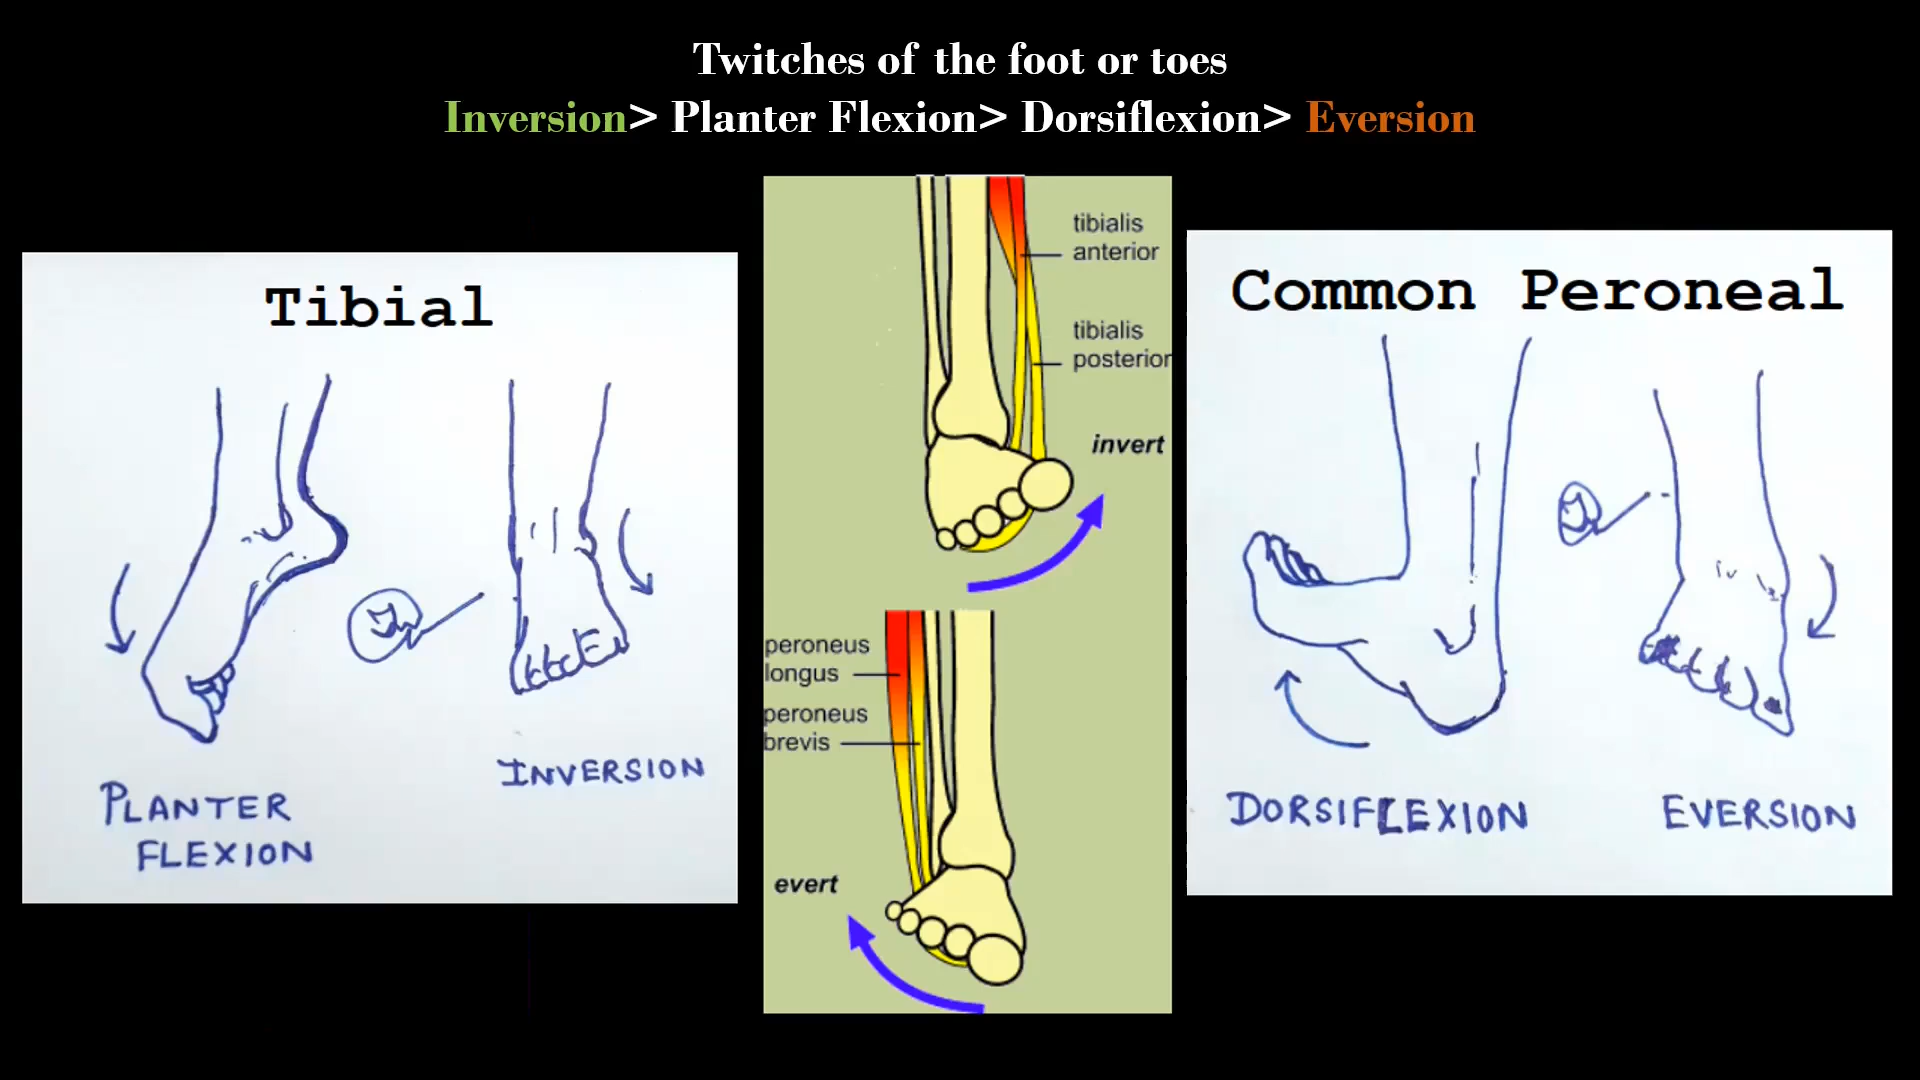 Twitches of the foot or toes
Inversion> Planter Flexion> Dorsiflexion> Eversion
Tibial
PLANTER
FLEXION
INVERSION
tibialis
anterior
tibialis
posterior
invert
peroneus
longus
peroneus
brevis
evert
Common Peroneal
DORSIFLEXION
EVERSION